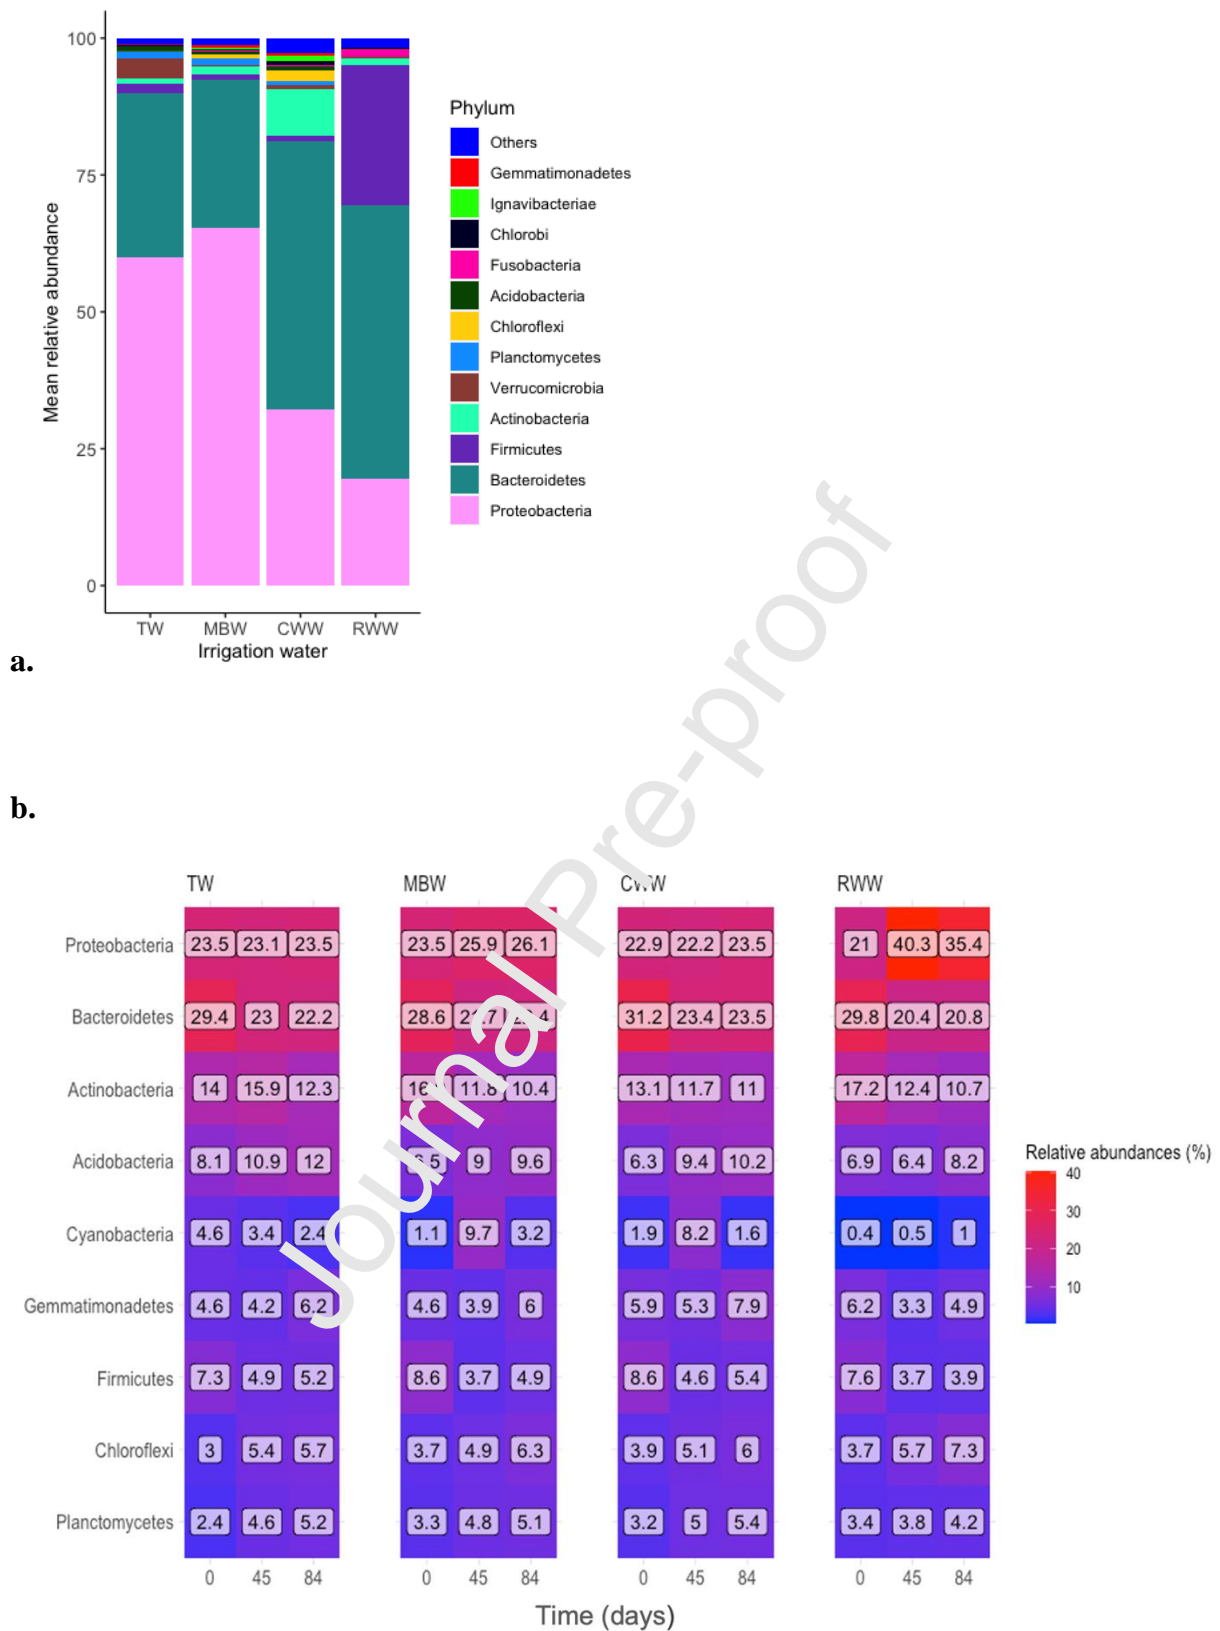 100
75
50
25
0
Mean relative abundance
TW MBW CWW RWW
Irrigation water
Phylum
Others
Gemmatimonadetes
Ignavibacteriae
Chlorobi
Fusobacteria
Acidobacteria
Chloroflexi
Planctomycetes
Verrucomicrobia
Actinobacteria
Firmicutes
Bacteroidetes
Proteobacteria
a.
b.
TW MBW CWW RWW
Proteobacteria 23.5 23.1 23.5 23.5 25.9 26.1 22.9 22.2 23.5 21 40.3 35.4
Bacteroidetes 29.4 23 22.2 28.6 31.2 23.4 23.5 29.8 20.4 20.8
Actinobacteria 14 15.9 12.3 11.8 10.4 13.1 11.7 11 17.2 12.4 10.7
Acidobacteria 8.1 10.9 12 9 9.6 6.3 9.4 10.2 6.9 6.4 8.2
Cyanobacteria 4.6 3.4 2.4 1.1 9.7 3.2 1.9 8.2 1.6 0.4 0.5 1
Gemmatimonadetes 4.6 4.2 6.2 4.6 3.9 6 5.9 5.3 7.9 6.2 3.3 4.9
Firmicutes 7.3 4.9 5.2 8.6 3.7 4.9 8.6 4.6 5.4 7.6 3.7 3.9
Chloroflexi 3 5.4 5.7 3.7 4.9 6.3 3.9 5.1 6 3.7 5.7 7.3
Planctomycetes 2.4 4.6 5.2 3.3 4.8 5.1 3.2 5 5.4 3.4 3.8 4.2
0 45 84 0 45 84 0 45 84 0 45 84
Time (days)
Relative abundances (%)
40
30
20
10
Journal Pre-proof